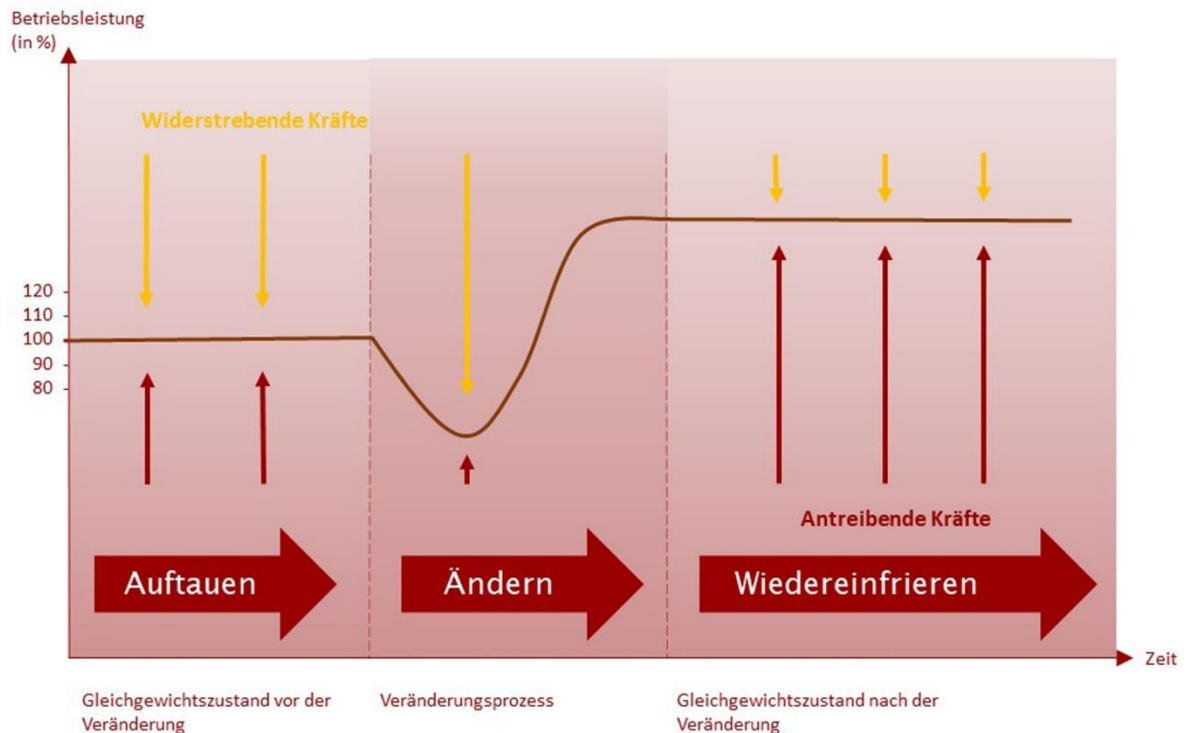 Betriebsleistung
(in %)
Widerstrebende Kräfte
120
110
100
90
80
Antreibende Kräfte
Auftauen
Ändern
Wiedereinfrieren
Zeit
Gleichgewichtszustand vor der
Veränderung
Veränderungsprozess
Gleichgewichtszustand nach der
Veränderung